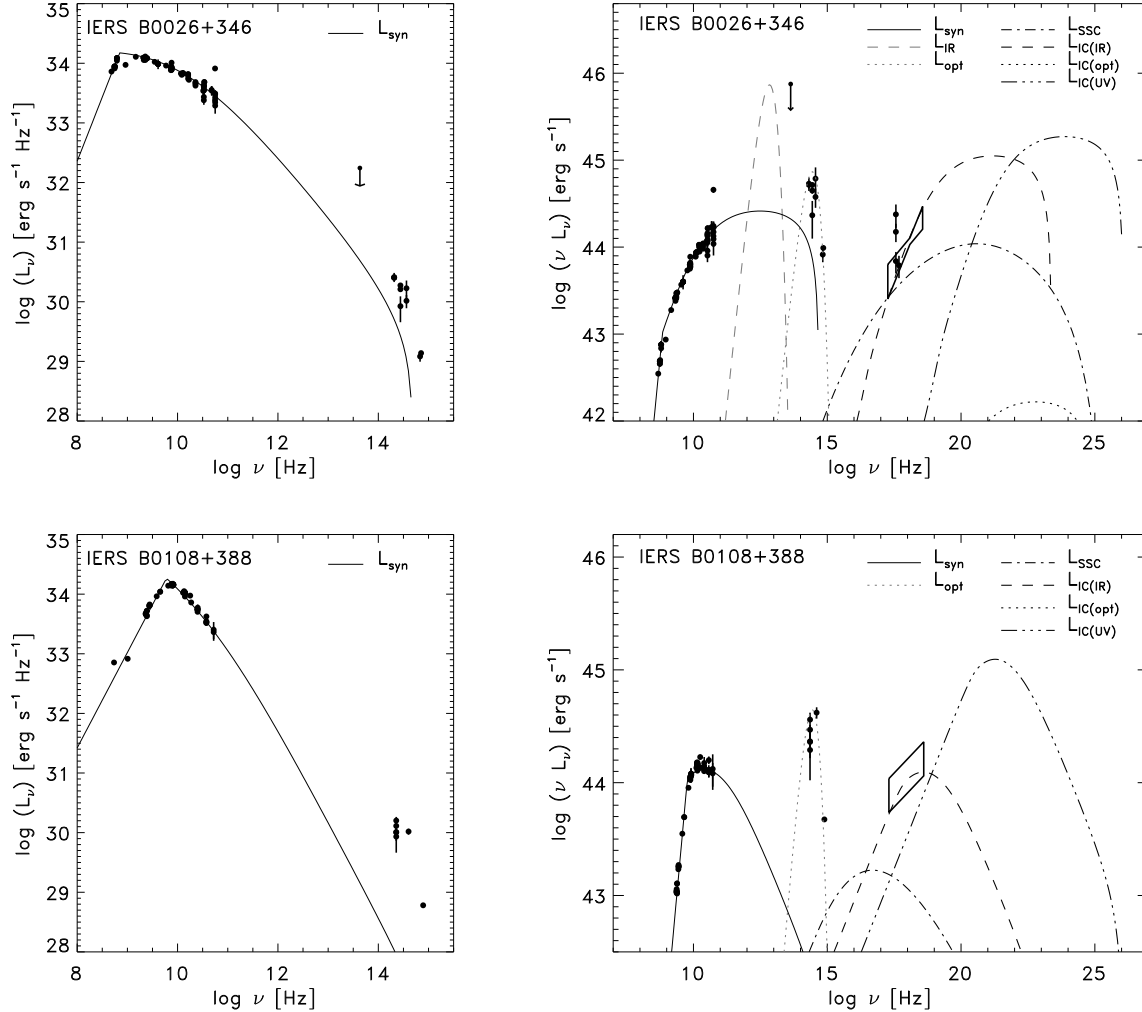 IERS B0026+346
L_syn
log (L_ν) [erg s⁻¹ Hz⁻¹]
35
34
33
32
31
30
29
28
8 10 12 14
log ν [Hz]
IERS B0026+346
L_syn
L_IR
L_opt
L_SSC
L_IC(IR)
L_IC(opt)
L_IC(UV)
log (ν L_ν) [erg s⁻¹]
46
45
44
43
42
10 15 20 25
log ν [Hz]
IERS B0108+388
L_syn
log (L_ν) [erg s⁻¹ Hz⁻¹]
35
34
33
32
31
30
29
28
8 10 12 14
log ν [Hz]
IERS B0108+388
L_syn
L_opt
L_SSC
L_IC(IR)
L_IC(opt)
L_IC(UV)
log (ν L_ν) [erg s⁻¹]
46
45
44
43
10 15 20 25
log ν [Hz]